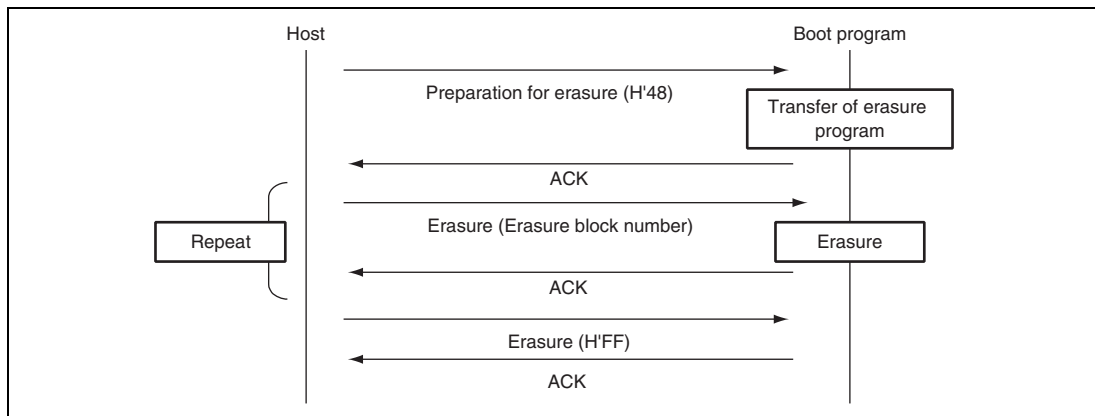 Host
Boot program
Preparation for erasure (H'48)
Transfer of erasure
program
ACK
Erasure (Erasure block number)
Repeat
Erasure
ACK
Erasure (H'FF)
ACK